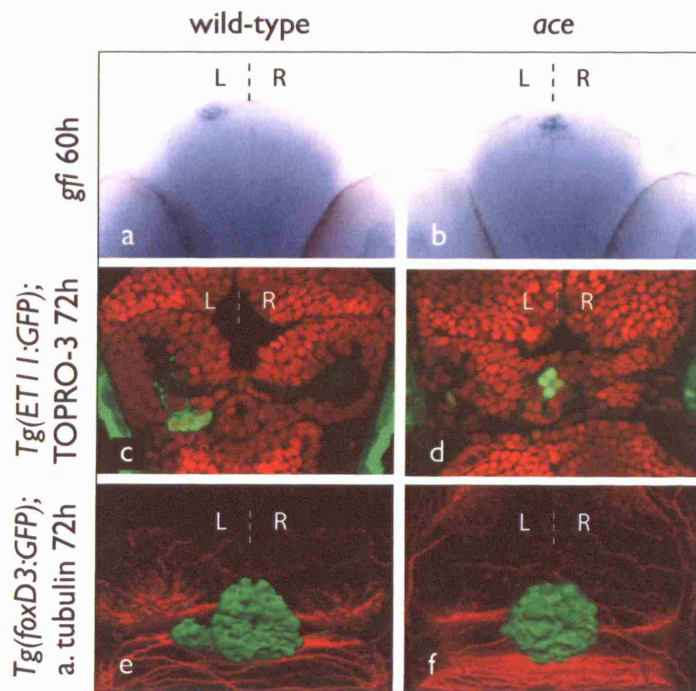 wild-type
ace
gfi 60h
L R
a
L R
b
Tg(ET11:GFP);
TOPRO-3 72h
L R
c
L R
d
Tg(foxD3:GFP);
a. tubulin 72h
L R
e
L R
f